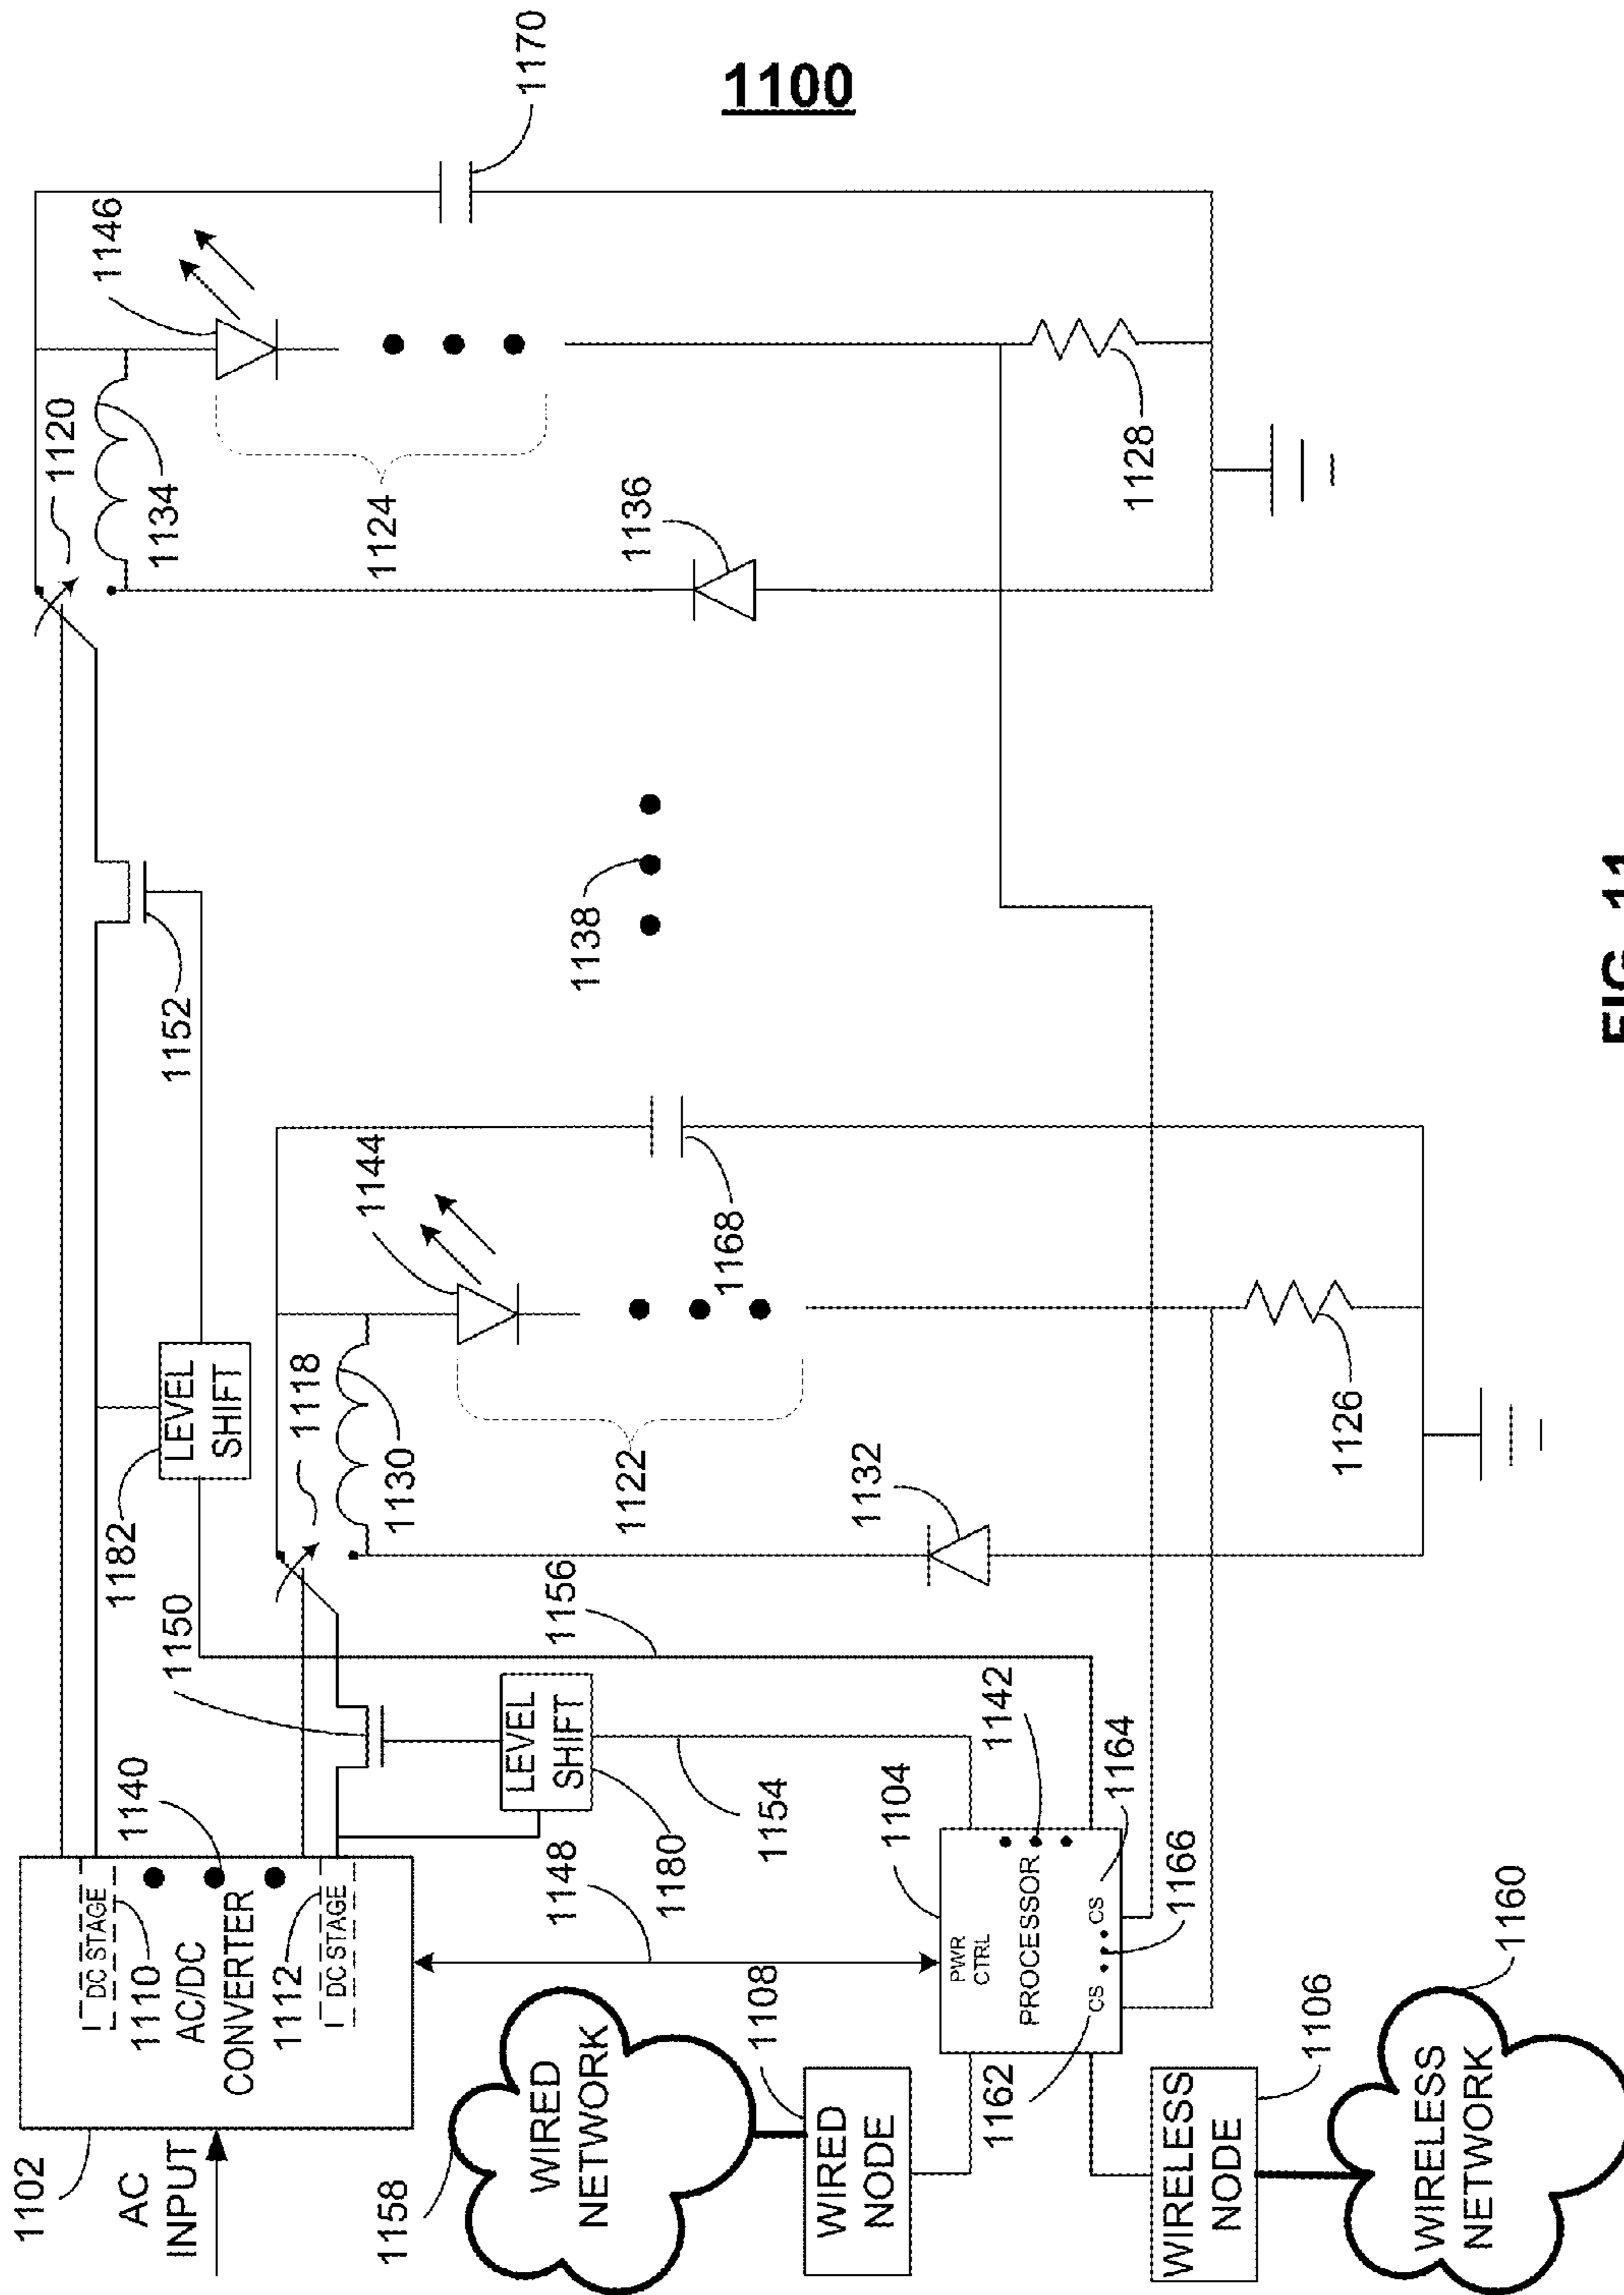 1102
AC
INPUT
DC STAGE
1110
AC/DC
CONVERTER
1112
DC STAGE
1140
1150
1182
LEVEL
SHIFT
1152
1120
1134
1146
1170
1100
1124
1136
1128
1138
1118
1130
1144
1122
1168
1132
1126
1156
LEVEL
SHIFT
1180
1154
1148
1158
WIRED
NETWORK
1108
WIRED
NODE
1104
PWR
CTRL
PROCESSOR
1142
CS
CS
1164
1166
1162
WIRELESS
NODE
1106
WIRELESS
NETWORK
1160
FIG. 11